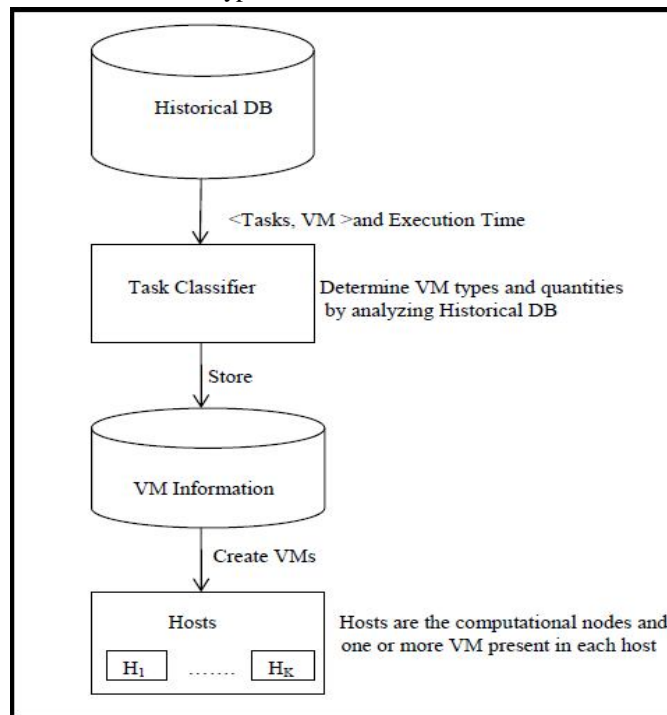 Historical DB
<Tasks, VM >and Execution Time
Task Classifier
Determine VM types and quantities
by analyzing Historical DB
Store
VM Information
Create VMs
Hosts
Hosts are the computational nodes and
one or more VM present in each host
H1 ....... HK